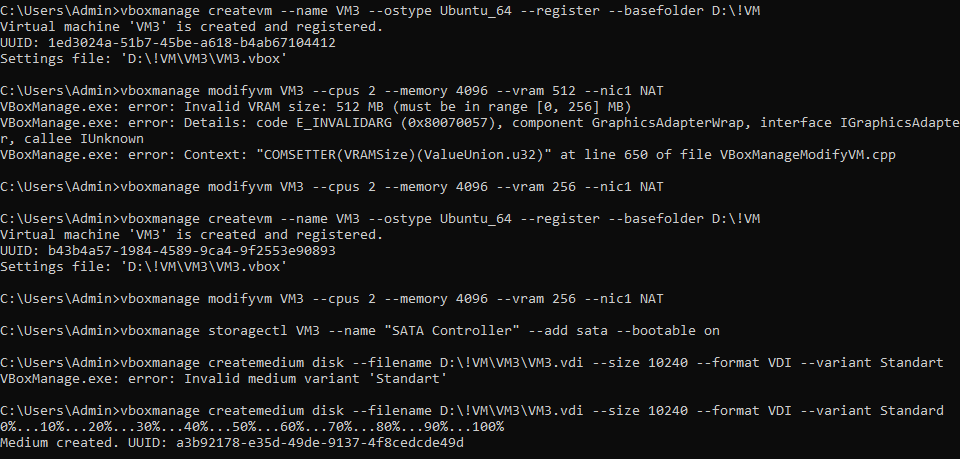 C:\Users\Admin>vboxmanage createvm --name VM3 --ostype Ubuntu_64 --register --basefolder D:\!VM
Virtual machine 'VM3' is created and registered.
UUID: 1ed3024a-51b7-45be-a618-b4ab67104412
Settings file: 'D:\!VM\VM3\VM3.vbox'
C:\Users\Admin>vboxmanage modifyvm VM3 --cpus 2 --memory 4096 --vram 512 --nic1 NAT
VBoxManage.exe: error: Invalid VRAM size: 512 MB (must be in range [0, 256] MB)
VBoxManage.exe: error: Details: code E_INVALIDARG (0x80070057), component GraphicsAdapterWrap, interface IGraphicsAdapte
r, callee IUnknown
VBoxManage.exe: error: Context: "COMSETTER(VRAMSize)(ValueUnion.u32)" at line 650 of file VBoxManageModifyVM.cpp
C:\Users\Admin>vboxmanage modifyvm VM3 --cpus 2 --memory 4096 --vram 256 --nic1 NAT
C:\Users\Admin>vboxmanage createvm --name VM3 --ostype Ubuntu_64 --register --basefolder D:\!VM
Virtual machine 'VM3' is created and registered.
UUID: b43b4a57-1984-4589-9ca4-9f2553e90893
Settings file: 'D:\!VM\VM3\VM3.vbox'
C:\Users\Admin>vboxmanage modifyvm VM3 --cpus 2 --memory 4096 --vram 256 --nic1 NAT
C:\Users\Admin>vboxmanage storagectl VM3 --name "SATA Controller" --add sata --bootable on
C:\Users\Admin>vboxmanage createmedium disk --filename D:\!VM\VM3\VM3.vdi --size 10240 --format VDI --variant Standart
VBoxManage.exe: error: Invalid medium variant 'Standart'
C:\Users\Admin>vboxmanage createmedium disk --filename D:\!VM\VM3\VM3.vdi --size 10240 --format VDI --variant Standard
0%...10%...20%...30%...40%...50%...60%...70%...80%...90%...100%
Medium created. UUID: a3b92178-e35d-49de-9137-4f8cedcde49d